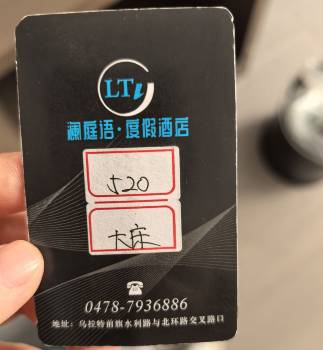 LTy
澜庭语·度假酒店
520
大床
0478-7936886
地址:乌拉特前旗水利路与北环路交叉路口